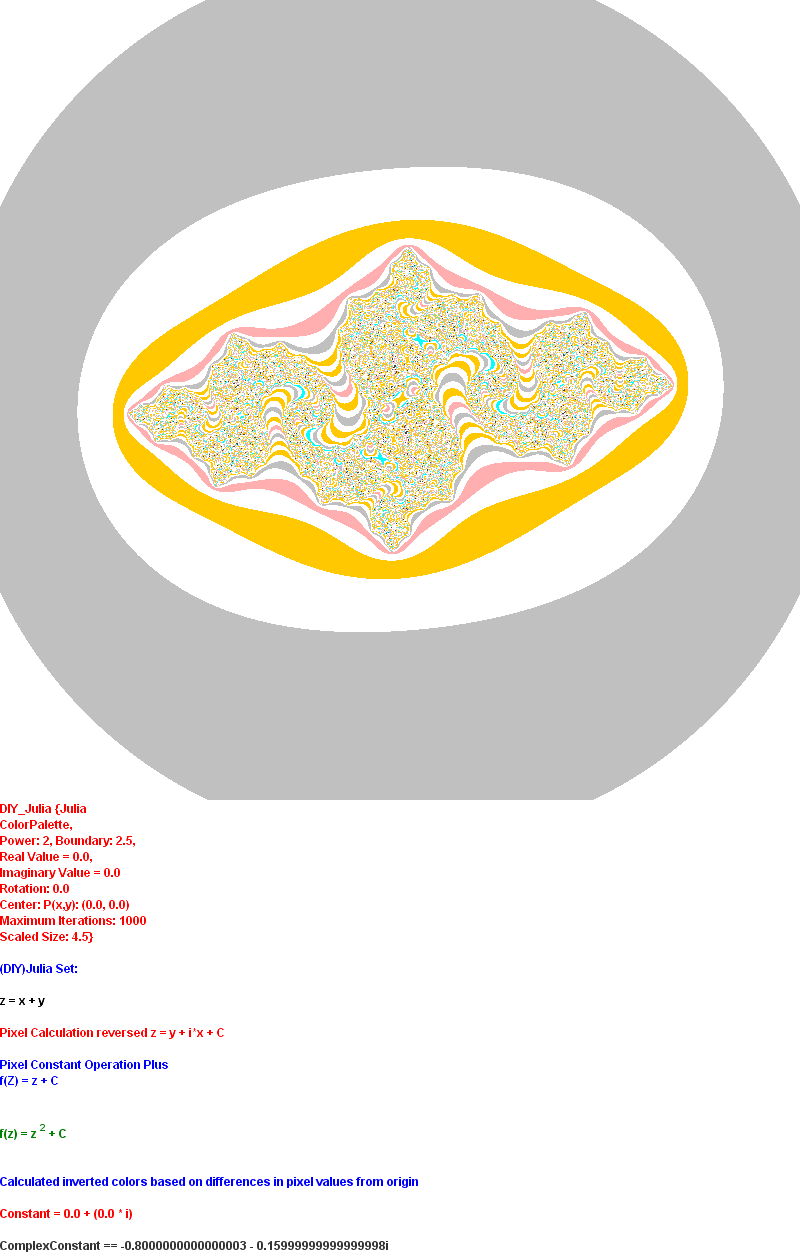 DIY_Julia {Julia
ColorPalette,
Power: 2, Boundary: 2.5,
Real Value = 0.0,
Imaginary Value = 0.0
Rotation: 0.0
Center: P(x,y): (0.0, 0.0)
Maximum Iterations: 1000
Scaled Size: 4.5}
(DIY)Julia Set:
z = x + y
Pixel Calculation reversed z = y + i*x + C
Pixel Constant Operation Plus
f(Z) = z + C
f(z) = z ² + C
Calculated inverted colors based on differences in pixel values from origin
Constant = 0.0 + (0.0 * i)
ComplexConstant == -0.8000000000000003 - 0.15999999999999998i